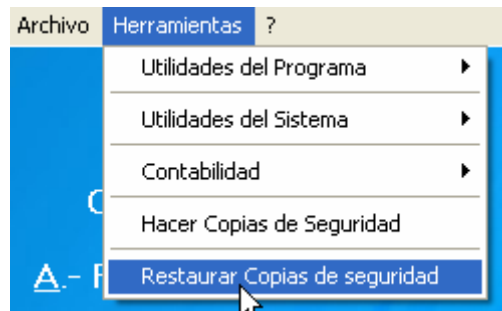 Archivo Herramientas ?
Utilidades del Programa
Utilidades del Sistema
Contabilidad
Hacer Copias de Seguridad
A.-
Restaurar Copias de seguridad